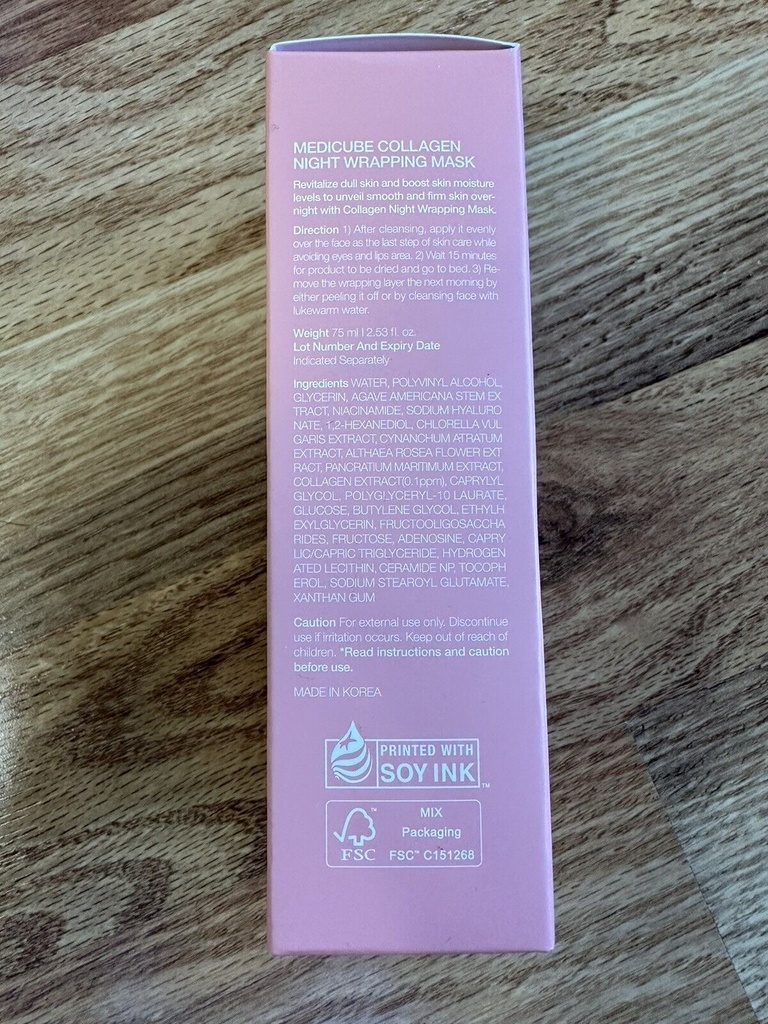 MEDICUBE COLLAGEN
NIGHT WRAPPING MASK
Revitalize dull skin and boost skin moisture
levels to unveil smooth and firm skin over-
night with Collagen Night Wrapping Mask.
Direction 1) After cleansing, apply it evenly
over the face as the last step of skin care while
avoiding eyes and lips area. 2) Wait 15 minutes
for product to be dried and go to bed. 3) Re-
move the wrapping layer the next morning by
either peeling it off or by cleansing face with
lukewarm water.
Weight 75 ml I 2.53 fl. oz.
Lot Number And Expiry Date
Indicated Separately
Ingredients WATER, POLYVINYL ALCOHOL,
GLYCERIN, AGAVE AMERICANA STEM EX
TRACT, NIACINAMIDE, SODIUM HYALURO
NATE, 1,2-HEXANEDIOL, CHLORELLA VUL
GARIS EXTRACT, CYNANCHUM ATRATUM
EXTRACT, ALTHAEA ROSEA FLOWER EXT
RACT, PANCRATIUM MARITIMUM EXTRACT,
COLLAGEN EXTRACT(0.1ppm), CAPRYLYL
GLYCOL, POLYGLYCERYL-10 LAURATE,
GLUCOSE, BUTYLENE GLYCOL, ETHYLH
EXYLGLYCERIN, FRUCTOOLIGOSACCHA
RIDES, FRUCTOSE, ADENOSINE, CAPRY
LIC/CAPRIC TRIGLYCERIDE, HYDROGEN
ATED LECITHIN, CERAMIDE NP, TOCOPH
EROL, SODIUM STEAROYL GLUTAMATE,
XANTHAN GUM
Caution For external use only. Discontinue
use if irritation occurs. Keep out of reach of
children. *Read instructions and caution
before use.
MADE IN KOREA
PRINTED WITH
SOY INK™
FSC™
MIX
Packaging
FSC™ C151268